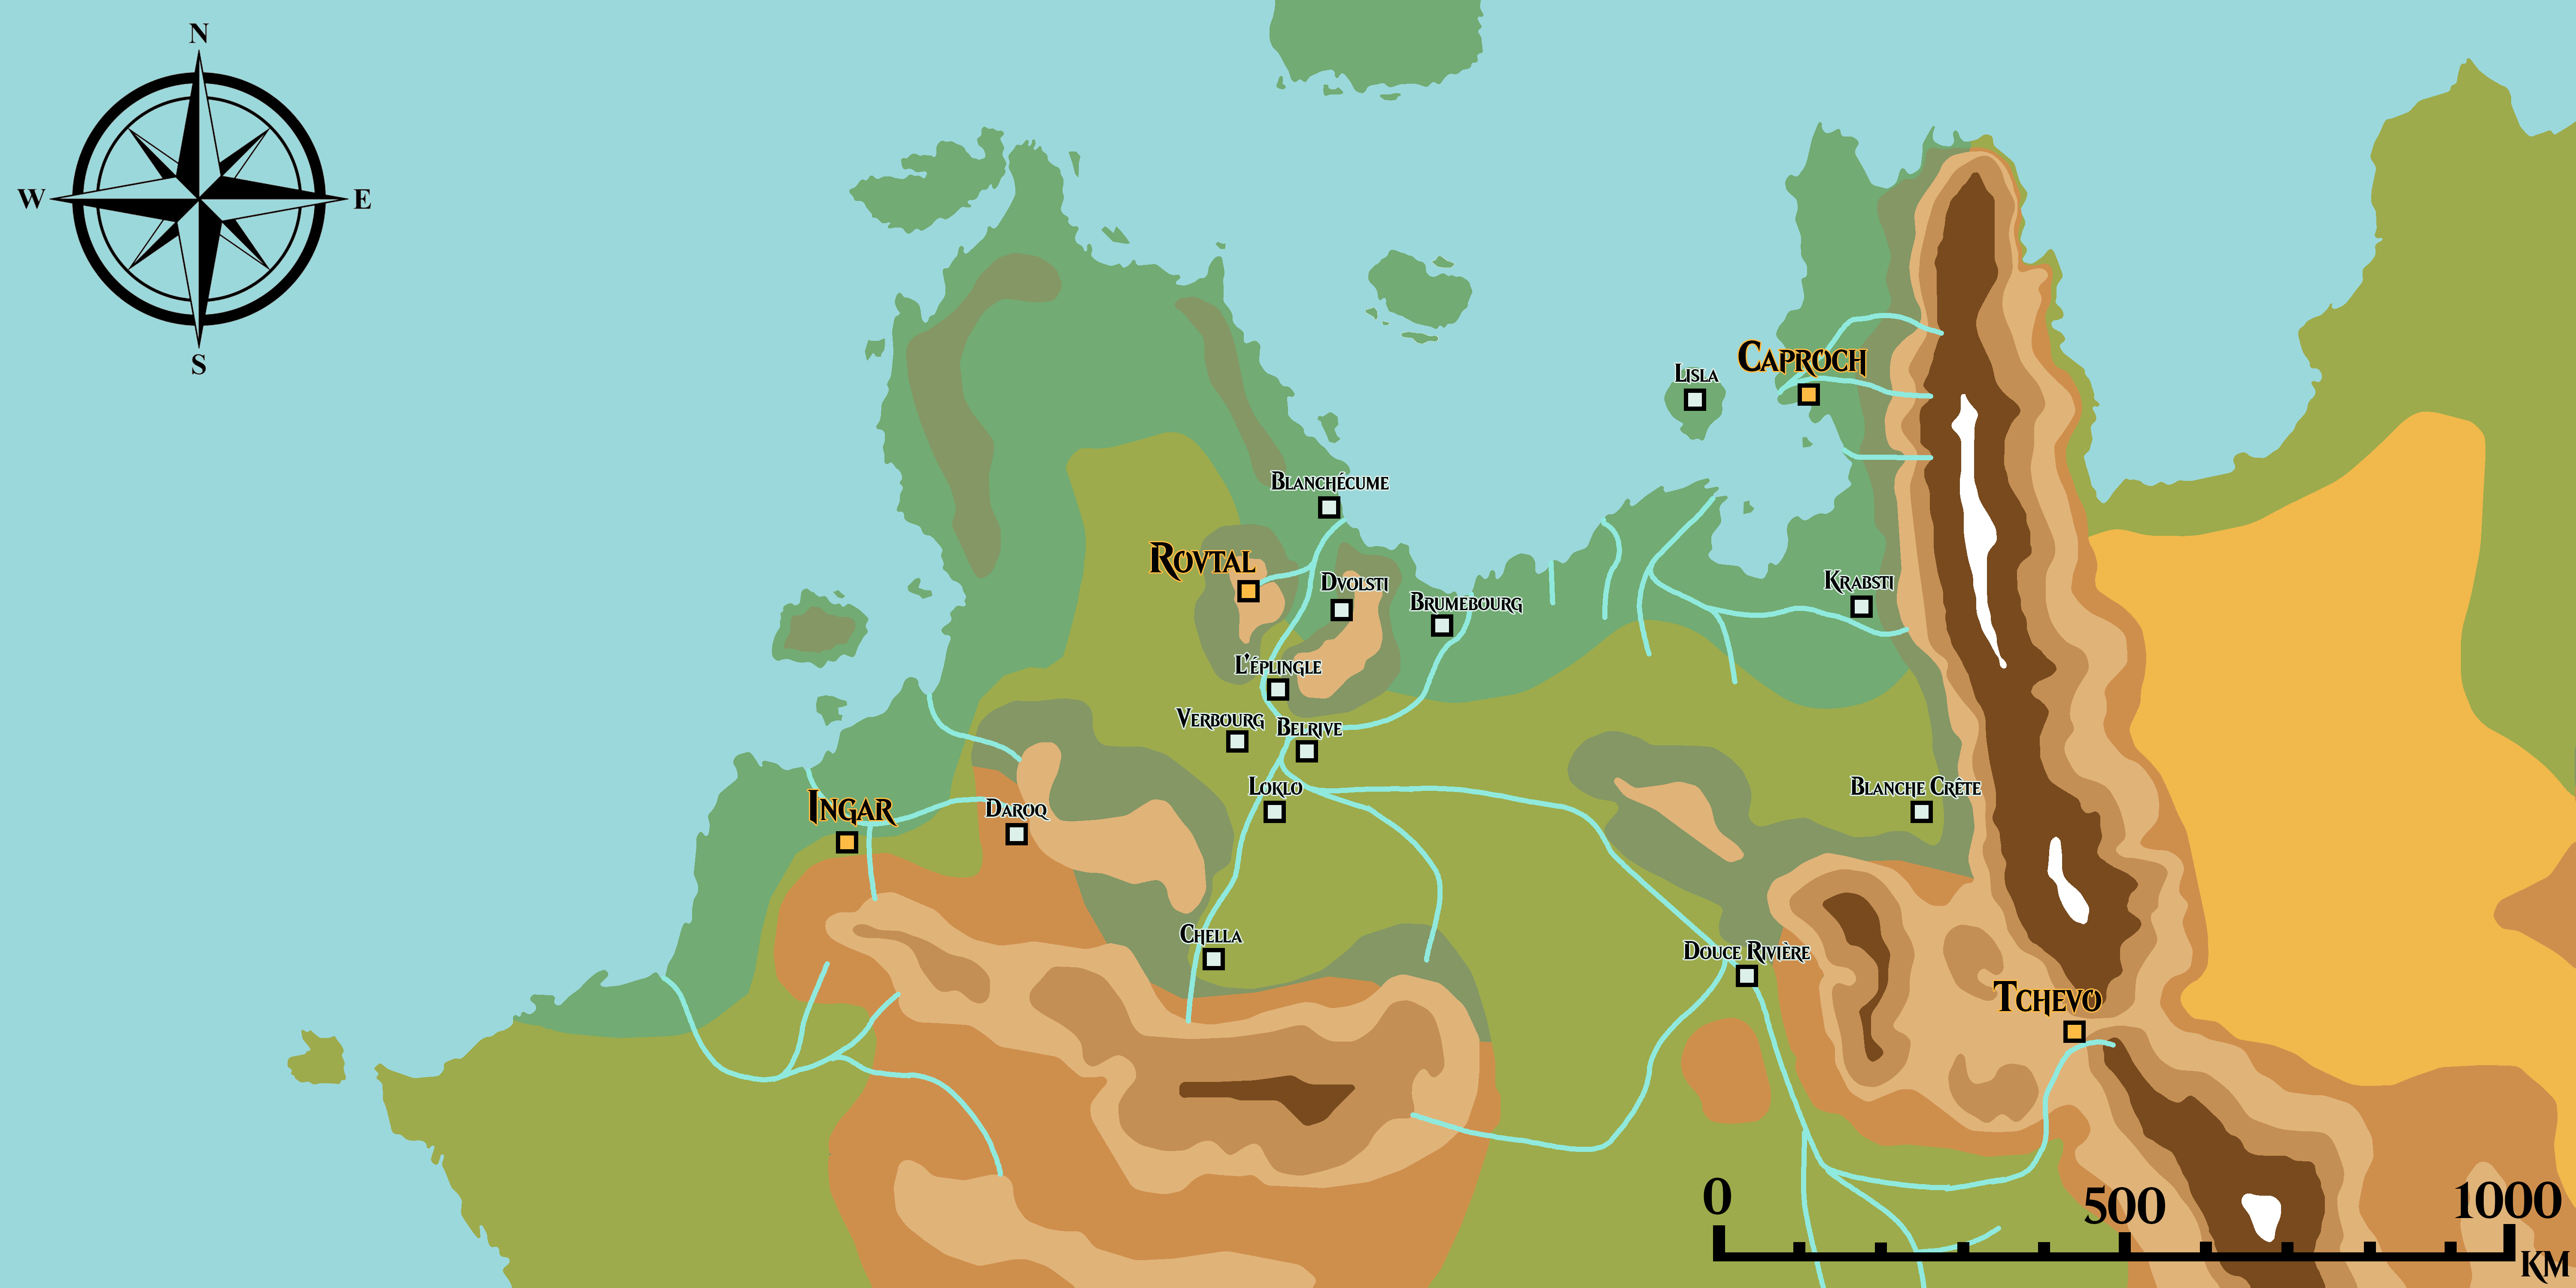 N
W
E
S
Caproch
Lisla
Blanchécume
Rovtal
Dvolsti
Brumebourg
Krabsti
L'éplingle
Verbourg
Belrive
Loklo
Blanche Crête
Ingar
Daroq
Chella
Douce Rivière
Tchevo
0
500
1000
KM